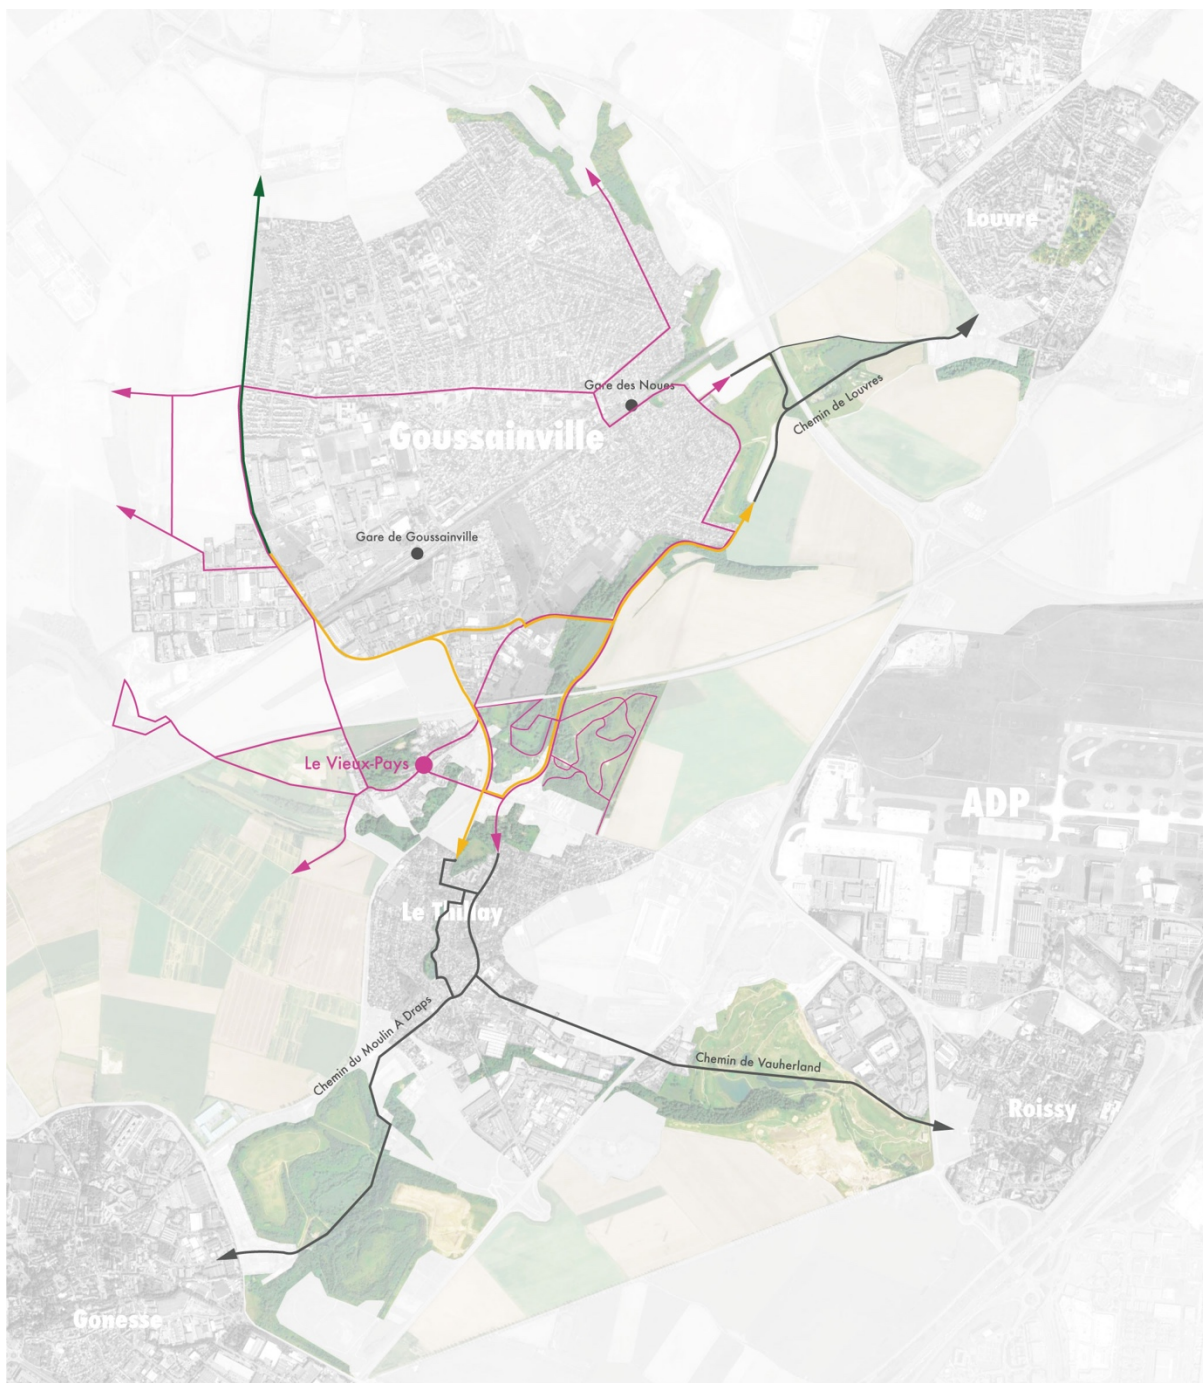 Louvre
Gare des Noues
Chemin de Louvres
Goussainville
Gare de Goussainville
Le Vieux-Pays
ADP
Le Thillay
Chemin du Moulin A Draps
Chemin de Vauherland
Roissy
Gonesse